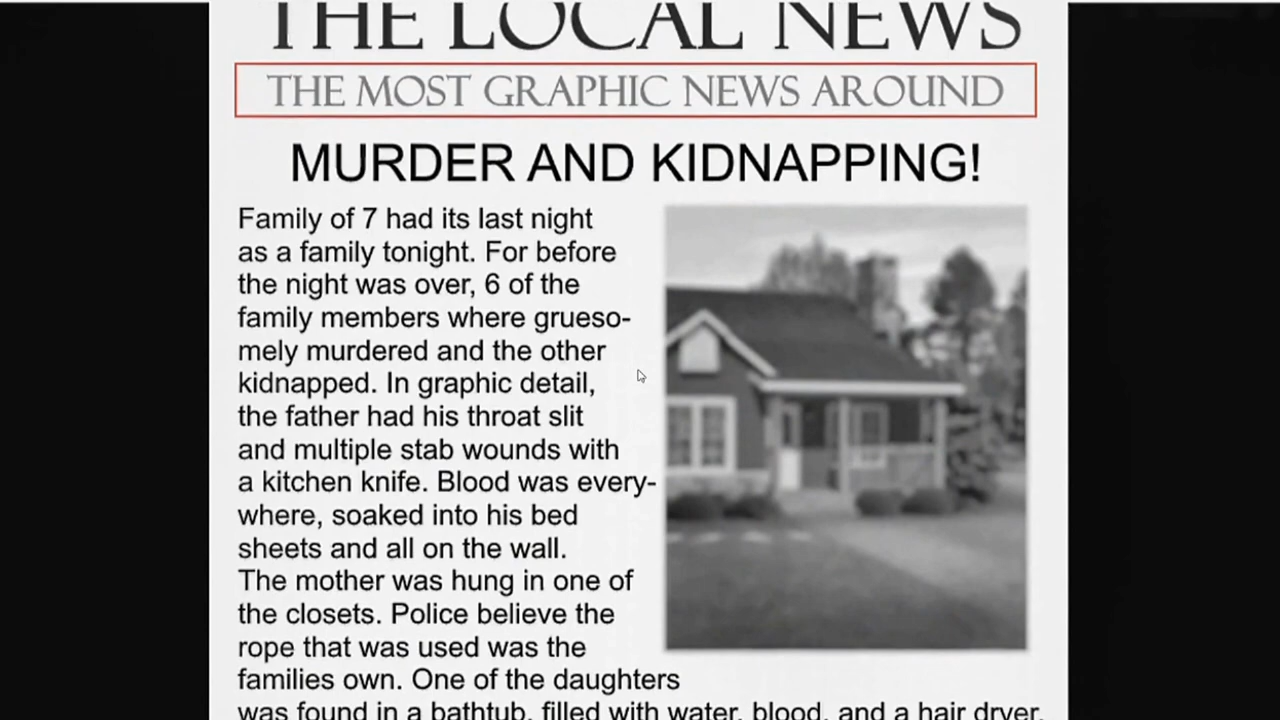 THE LOCAL NEWS
THE MOST GRAPHIC NEWS AROUND
MURDER AND KIDNAPPING!
Family of 7 had its last night
as a family tonight. For before
the night was over, 6 of the
family members where grueso-
mely murdered and the other
kidnapped. In graphic detail,
the father had his throat slit
and multiple stab wounds with
a kitchen knife. Blood was every-
where, soaked into his bed
sheets and all on the wall.
The mother was hung in one of
the closets. Police believe the
rope that was used was the
families own. One of the daughters
was found in a bathtub, filled with water, blood, and a hair dryer.